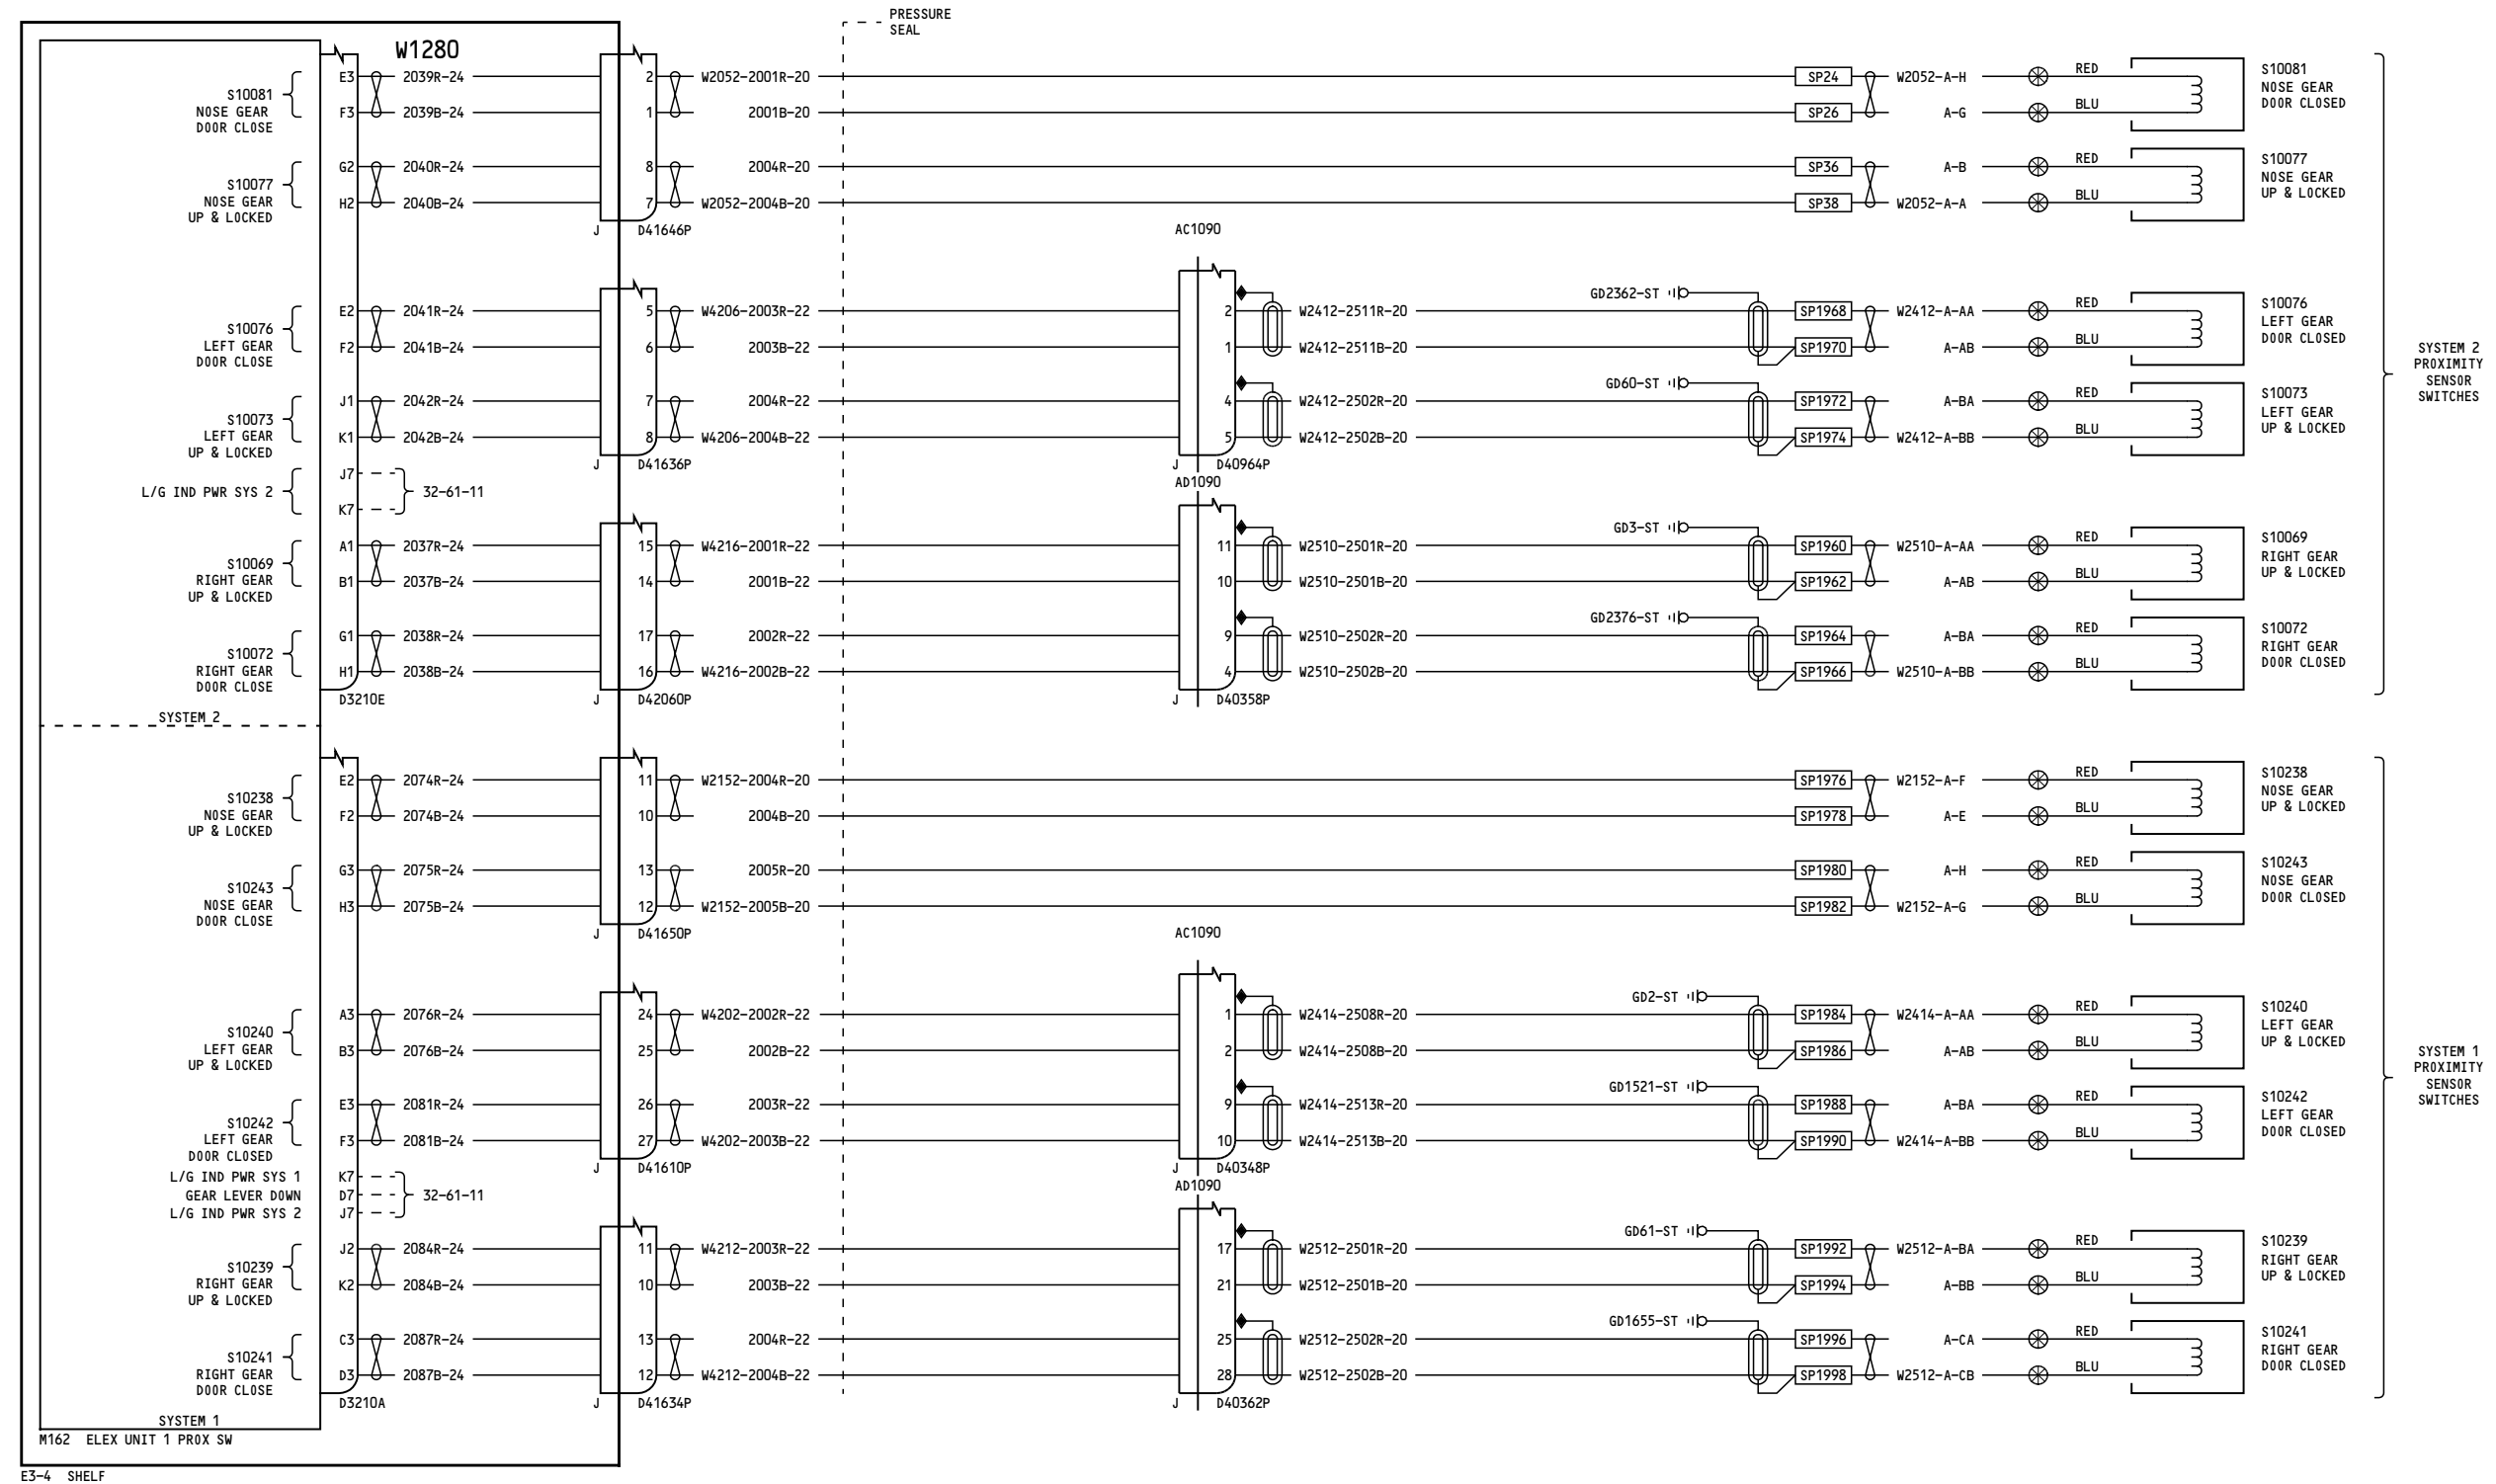 PRESSURE
SEAL
W1280
S10081
NOSE GEAR
DOOR CLOSE
E3 2039R-24 2 W2052-2001R-20 SP24 W2052-A-H RED
F3 2039B-24 1 2001B-20 SP26 A-G BLU
S10081
NOSE GEAR
DOOR CLOSED
S10077
NOSE GEAR
UP & LOCKED
G2 2040R-24 8 2004R-20 SP36 A-B RED
H2 2040B-24 7 W2052-2004B-20 SP38 W2052-A-A BLU
S10077
NOSE GEAR
UP & LOCKED
J D41646P
AC1090
S10076
LEFT GEAR
DOOR CLOSE
GD2362-ST
E2 2041R-24 5 W4206-2003R-22 2 W2412-2511R-20 SP1968 W2412-A-AA RED
F2 2041B-24 6 2003B-22 1 W2412-2511B-20 SP1970 A-AB BLU
S10076
LEFT GEAR
DOOR CLOSED
S10073
LEFT GEAR
UP & LOCKED
GD60-ST
J1 2042R-24 7 2004R-22 4 W2412-2502R-20 SP1972 A-BA RED
K1 2042B-24 8 W4206-2004B-22 5 W2412-2502B-20 SP1974 W2412-A-BB BLU
S10073
LEFT GEAR
UP & LOCKED
SYSTEM 2
PROXIMITY
SENSOR
SWITCHES
J D41636P J D40964P
L/G IND PWR SYS 2 J7 K7 32-61-11
AD1090
S10069
RIGHT GEAR
UP & LOCKED
GD3-ST
A1 2037R-24 15 W4216-2001R-22 11 W2510-2501R-20 SP1960 W2510-A-AA RED
B1 2037B-24 14 2001B-22 10 W2510-2501B-20 SP1962 A-AB BLU
S10069
RIGHT GEAR
UP & LOCKED
S10072
RIGHT GEAR
DOOR CLOSE
GD2376-ST
G1 2038R-24 17 2002R-22 9 W2510-2502R-20 SP1964 A-BA RED
H1 2038B-24 16 W4216-2002B-22 4 W2510-2502B-20 SP1966 W2510-A-BB BLU
S10072
RIGHT GEAR
DOOR CLOSED
D3210E J D42060P J D40358P
SYSTEM 2
S10238
NOSE GEAR
UP & LOCKED
E2 2074R-24 11 W2152-2004R-20 SP1976 W2152-A-F RED
F2 2074B-24 10 2004B-20 SP1978 A-E BLU
S10238
NOSE GEAR
UP & LOCKED
S10243
NOSE GEAR
DOOR CLOSE
G3 2075R-24 13 2005R-20 SP1980 A-H RED
H3 2075B-24 12 W2152-2005B-20 SP1982 W2152-A-G BLU
S10243
NOSE GEAR
DOOR CLOSED
J D41650P
AC1090
S10240
LEFT GEAR
UP & LOCKED
GD2-ST
A3 2076R-24 24 W4202-2002R-22 1 W2414-2508R-20 SP1984 W2414-A-AA RED
B3 2076B-24 25 2002B-22 2 W2414-2508B-20 SP1986 A-AB BLU
S10240
LEFT GEAR
UP & LOCKED
S10242
LEFT GEAR
DOOR CLOSED
GD1521-ST
E3 2081R-24 26 2003R-22 9 W2414-2513R-20 SP1988 A-BA RED
F3 2081B-24 27 W4202-2003B-22 10 W2414-2513B-20 SP1990 W2414-A-BB BLU
S10242
LEFT GEAR
DOOR CLOSED
SYSTEM 1
PROXIMITY
SENSOR
SWITCHES
J D41610P J D40348P
L/G IND PWR SYS 1 K7
GEAR LEVER DOWN D7 32-61-11
L/G IND PWR SYS 2 J7
AD1090
S10239
RIGHT GEAR
UP & LOCKED
GD61-ST
J2 2084R-24 11 W4212-2003R-22 17 W2512-2501R-20 SP1992 W2512-A-BA RED
K2 2084B-24 10 2003B-22 21 W2512-2501B-20 SP1994 A-BB BLU
S10239
RIGHT GEAR
UP & LOCKED
S10241
RIGHT GEAR
DOOR CLOSE
GD1655-ST
C3 2087R-24 13 2004R-22 25 W2512-2502R-20 SP1996 A-CA RED
D3 2087B-24 12 W4212-2004B-22 28 W2512-2502B-20 SP1998 W2512-A-CB BLU
S10241
RIGHT GEAR
DOOR CLOSED
D3210A J D41634P J D40362P
SYSTEM 1
M162 ELEX UNIT 1 PROX SW
E3-4 SHELF